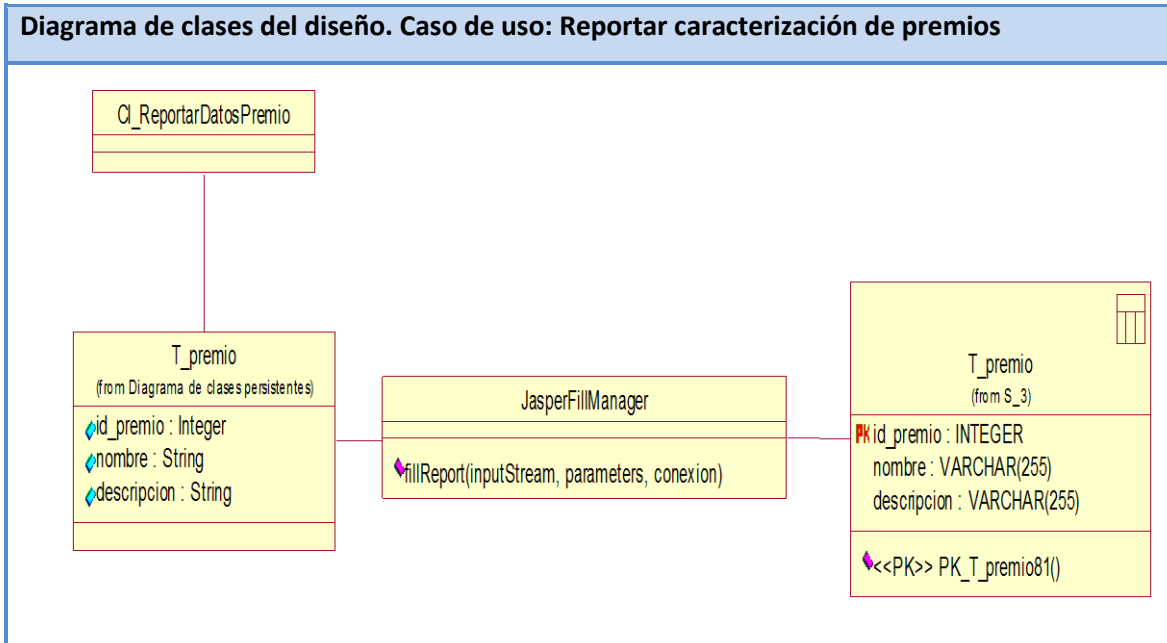 Diagrama de clases del diseño. Caso de uso: Reportar caracterización de premios
CI_ReportarDatosPremio
T_premio
(from Diagrama de clases persistentes)
id_premio : Integer
nombre : String
descripcion : String
JasperFillManager
fillReport(inputStream, parameters, conexion)
T_premio
(from S_3)
PK id_premio : INTEGER
nombre : VARCHAR(255)
descripcion : VARCHAR(255)
<<PK>> PK_T_premio81()